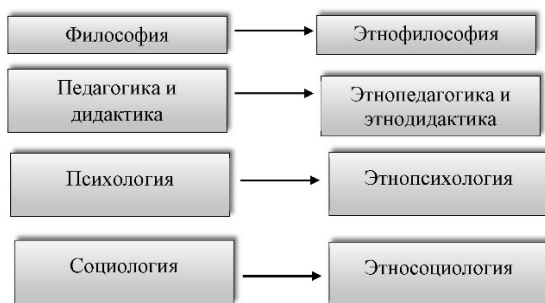 Философия
Этнофилософия
Педагогика и
дидактика
Этнопедагогика и
этнодидактика
Психология
Этнопсихология
Социология
Этносоциология